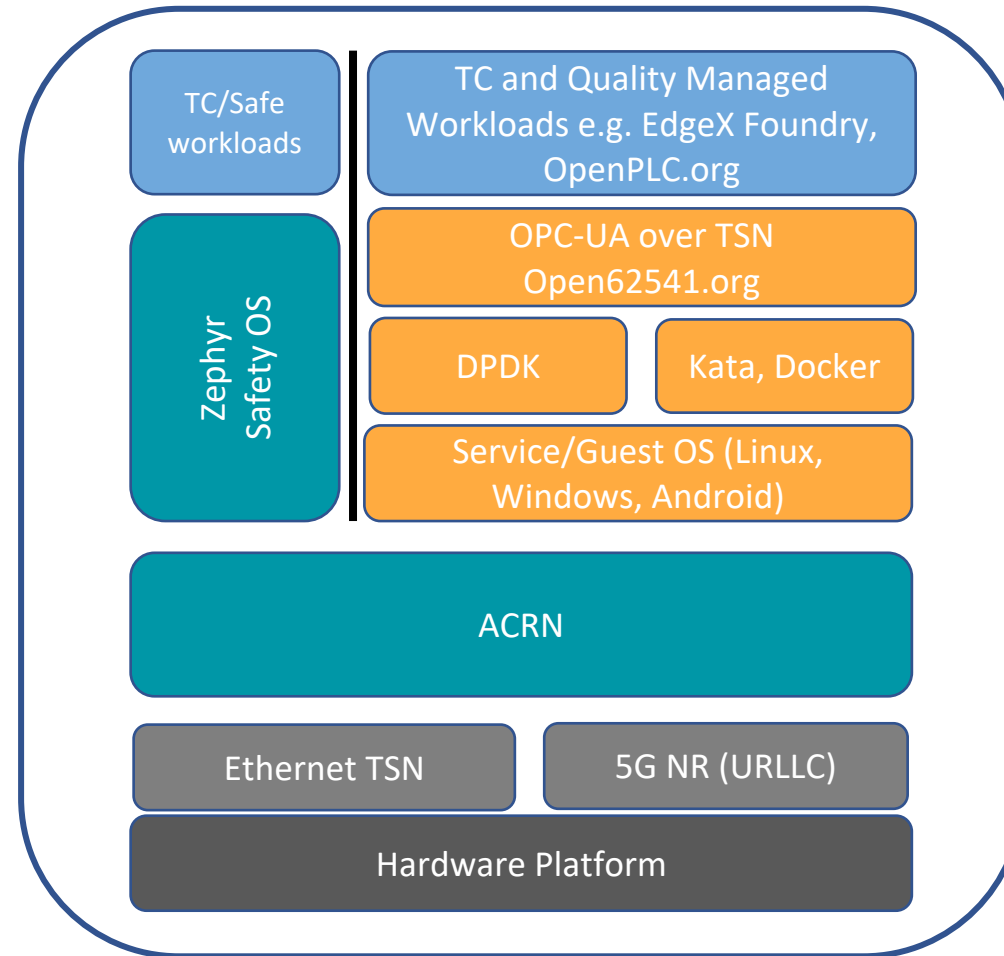 TC/Safe
workloads
TC and Quality Managed
Workloads e.g. EdgeX Foundry,
OpenPLC.org
Zephyr
Safety OS
OPC-UA over TSN
Open62541.org
DPDK
Kata, Docker
Service/Guest OS (Linux,
Windows, Android)
ACRN
Ethernet TSN
5G NR (URLLC)
Hardware Platform